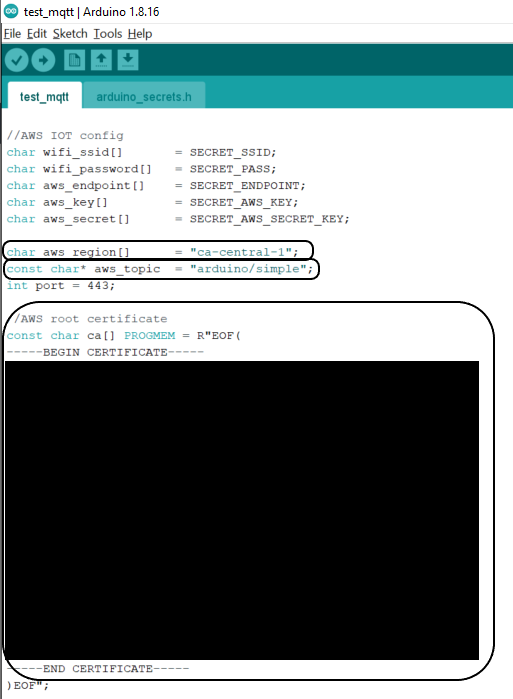 test_mqtt | Arduino 1.8.16
File Edit Sketch Tools Help
test_mqtt arduino_secrets.h
//AWS IOT config
char wifi_ssid[] = SECRET_SSID;
char wifi_password[] = SECRET_PASS;
char aws_endpoint[] = SECRET_ENDPOINT;
char aws_key[] = SECRET_AWS_KEY;
char aws_secret[] = SECRET_AWS_SECRET_KEY;
char aws_region[] = "ca-central-1";
const char* aws_topic = "arduino/simple";
int port = 443;
//AWS root certificate
const char ca[] PROGMEM = R"EOF(
-----BEGIN CERTIFICATE-----
-----END CERTIFICATE-----
)EOF";